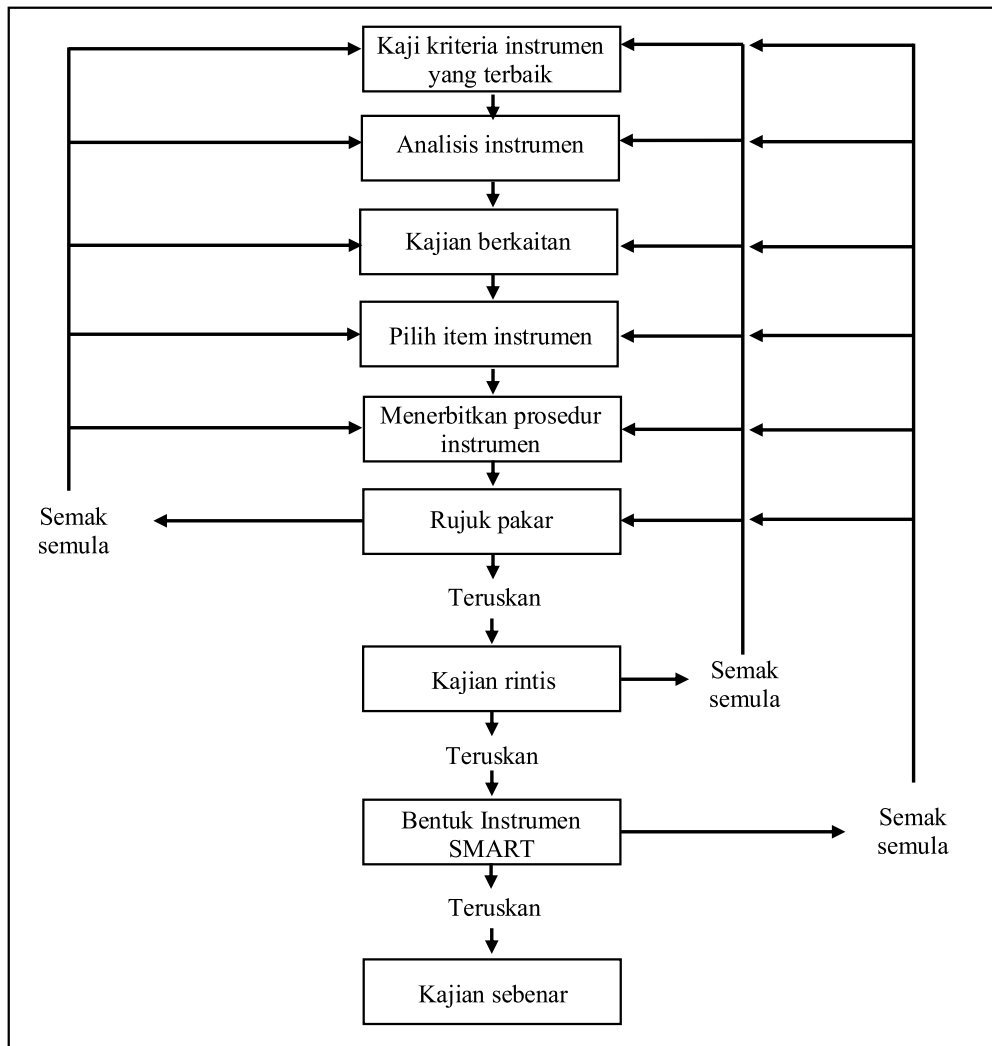 Kaji kriteria instrumen
yang terbaik
Analisis instrumen
Kajian berkaitan
Pilih item instrumen
Menerbitkan prosedur
instrumen
Semak
semula
Rujuk pakar
Teruskan
Kajian rintis
Semak
semula
Teruskan
Bentuk Instrumen
SMART
Semak
semula
Teruskan
Kajian sebenar